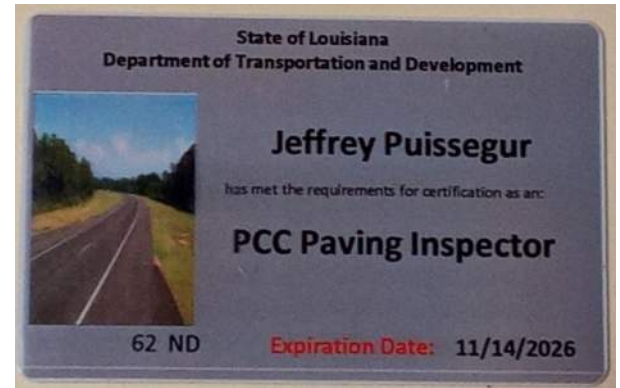 State of Louisiana
Department of Transportation and Development
Jeffrey Puissegur
has met the requirements for certification as an:
PCC Paving Inspector
62 ND
Expiration Date: 11/14/2026